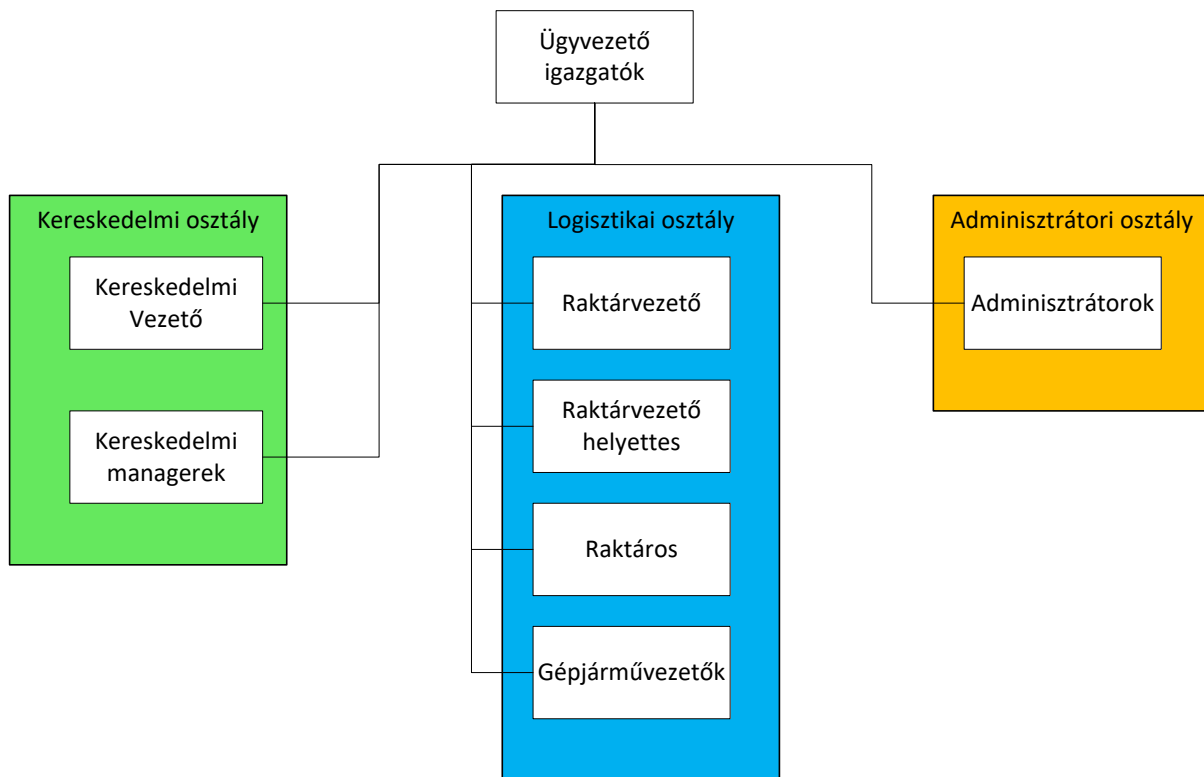 Ügyvezető
igazgatók
Kereskedelmi osztály
Kereskedelmi
Vezető
Kereskedelmi
managerek
Logisztikai osztály
Raktárvezető
Raktárvezető
helyettes
Raktáros
Gépjárművezetők
Adminisztrátori osztály
Adminisztrátorok